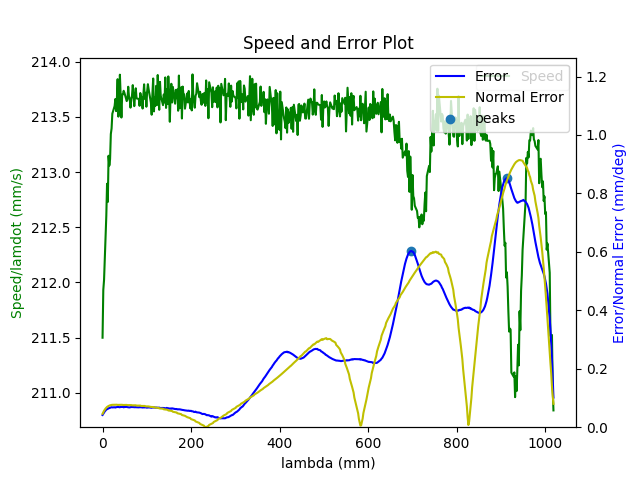 Speed and Error Plot
214.0
213.5
213.0
212.5
212.0
211.5
211.0
Speed/lamdot (mm/s)
1.2
1.0
0.8
0.6
0.4
0.2
0.0
Error/Normal Error (mm/deg)
Error
Speed
Normal Error
peaks
0
200
400
600
800
1000
lambda (mm)